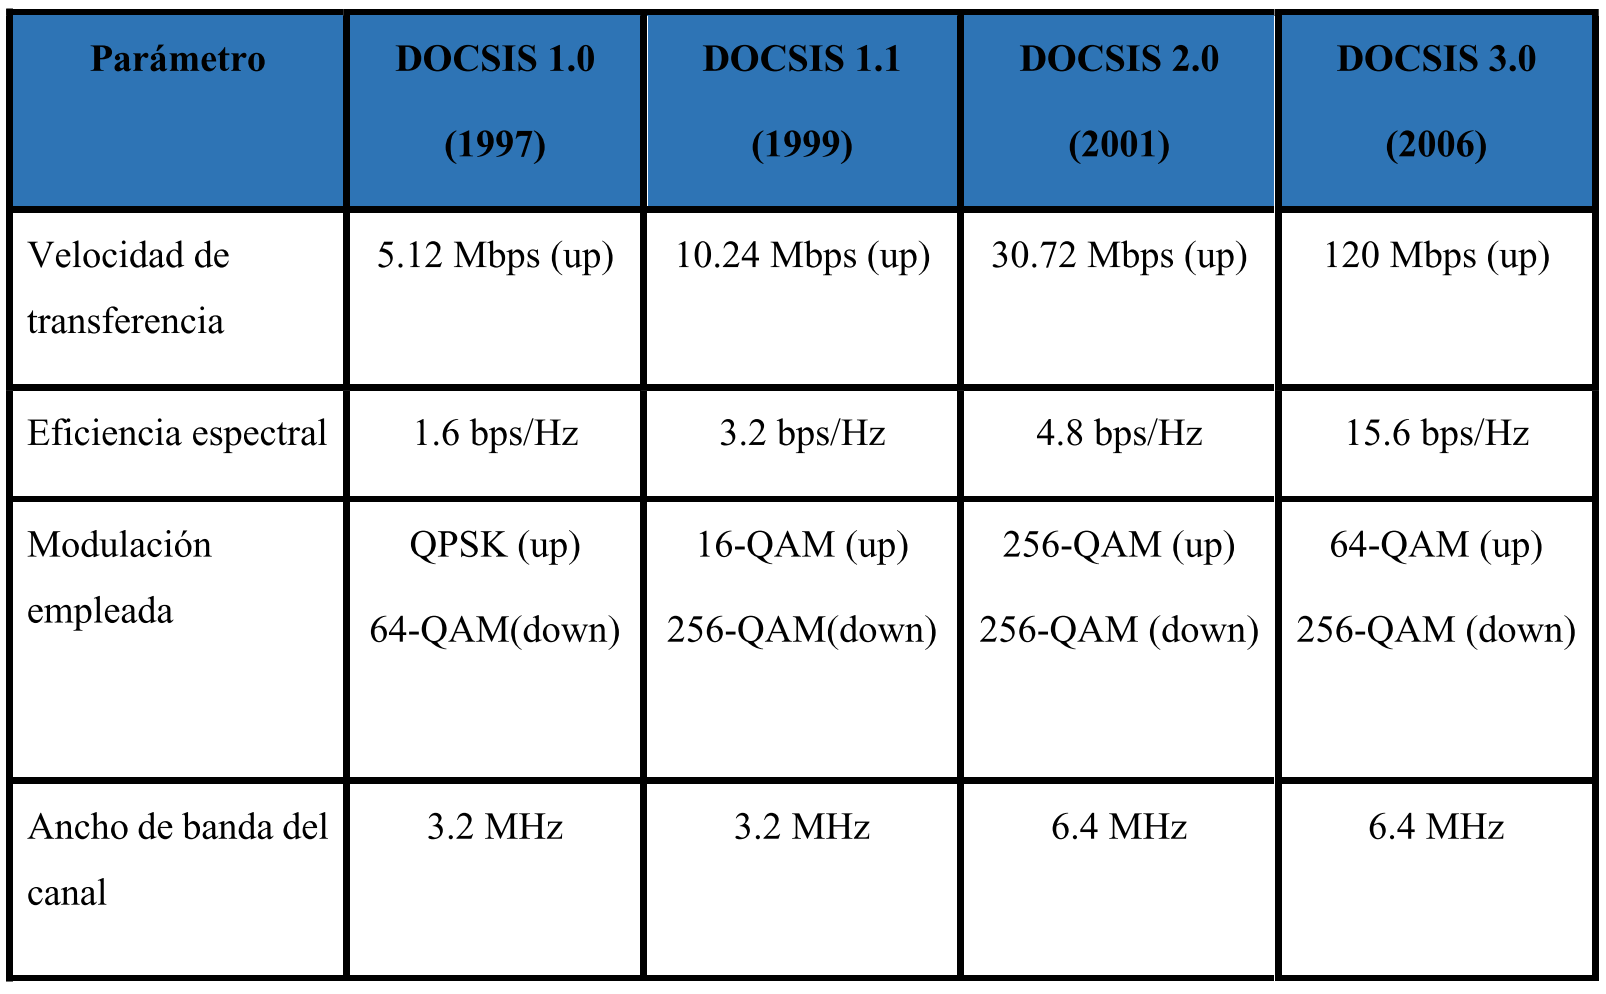 Parámetro
DOCSIS 1.0
(1997)
DOCSIS 1.1
(1999)
DOCSIS 2.0
(2001)
DOCSIS 3.0
(2006)
Velocidad de
transferencia
5.12 Mbps (up)
10.24 Mbps (up)
30.72 Mbps (up)
120 Mbps (up)
Eficiencia espectral
1.6 bps/Hz
3.2 bps/Hz
4.8 bps/Hz
15.6 bps/Hz
Modulación
empleada
QPSK (up)
64-QAM(down)
16-QAM (up)
256-QAM(down)
256-QAM (up)
256-QAM (down)
64-QAM (up)
256-QAM (down)
Ancho de banda del
canal
3.2 MHz
3.2 MHz
6.4 MHz
6.4 MHz